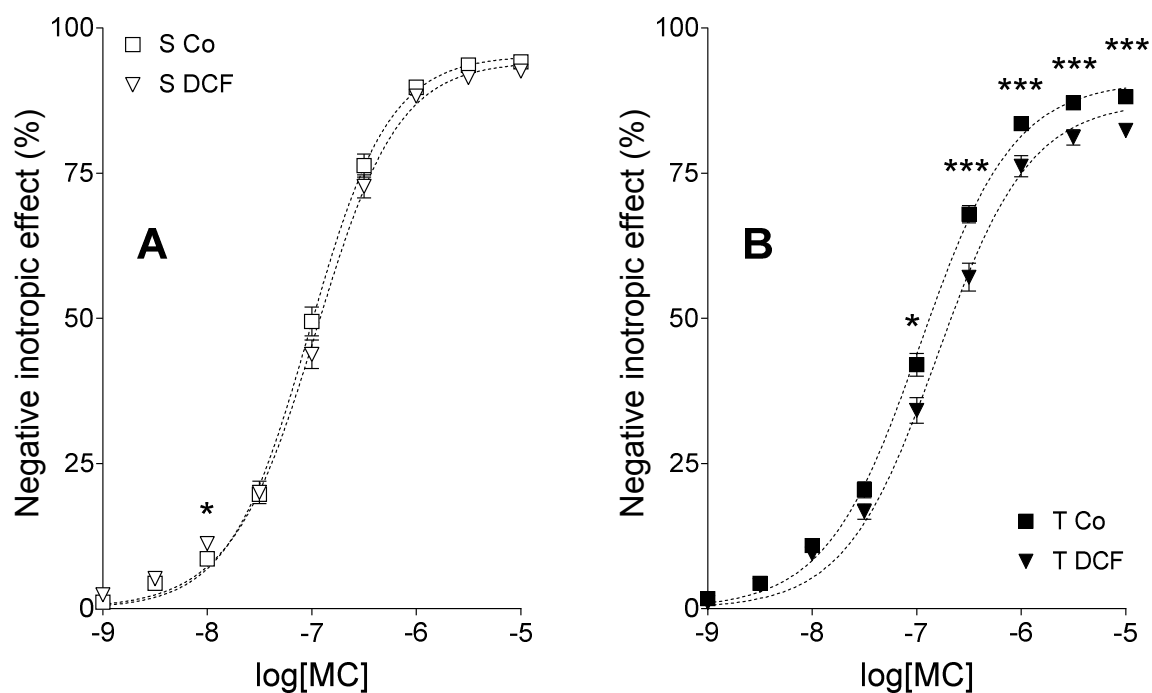 100
75
50
25
0
-9 -8 -7 -6 -5
Negative inotropic effect (%)
log[MC]
S Co
S DCF
A
*
100
75
50
25
0
-9 -8 -7 -6 -5
Negative inotropic effect (%)
log[MC]
B
*
***
***
***
***
T Co
T DCF